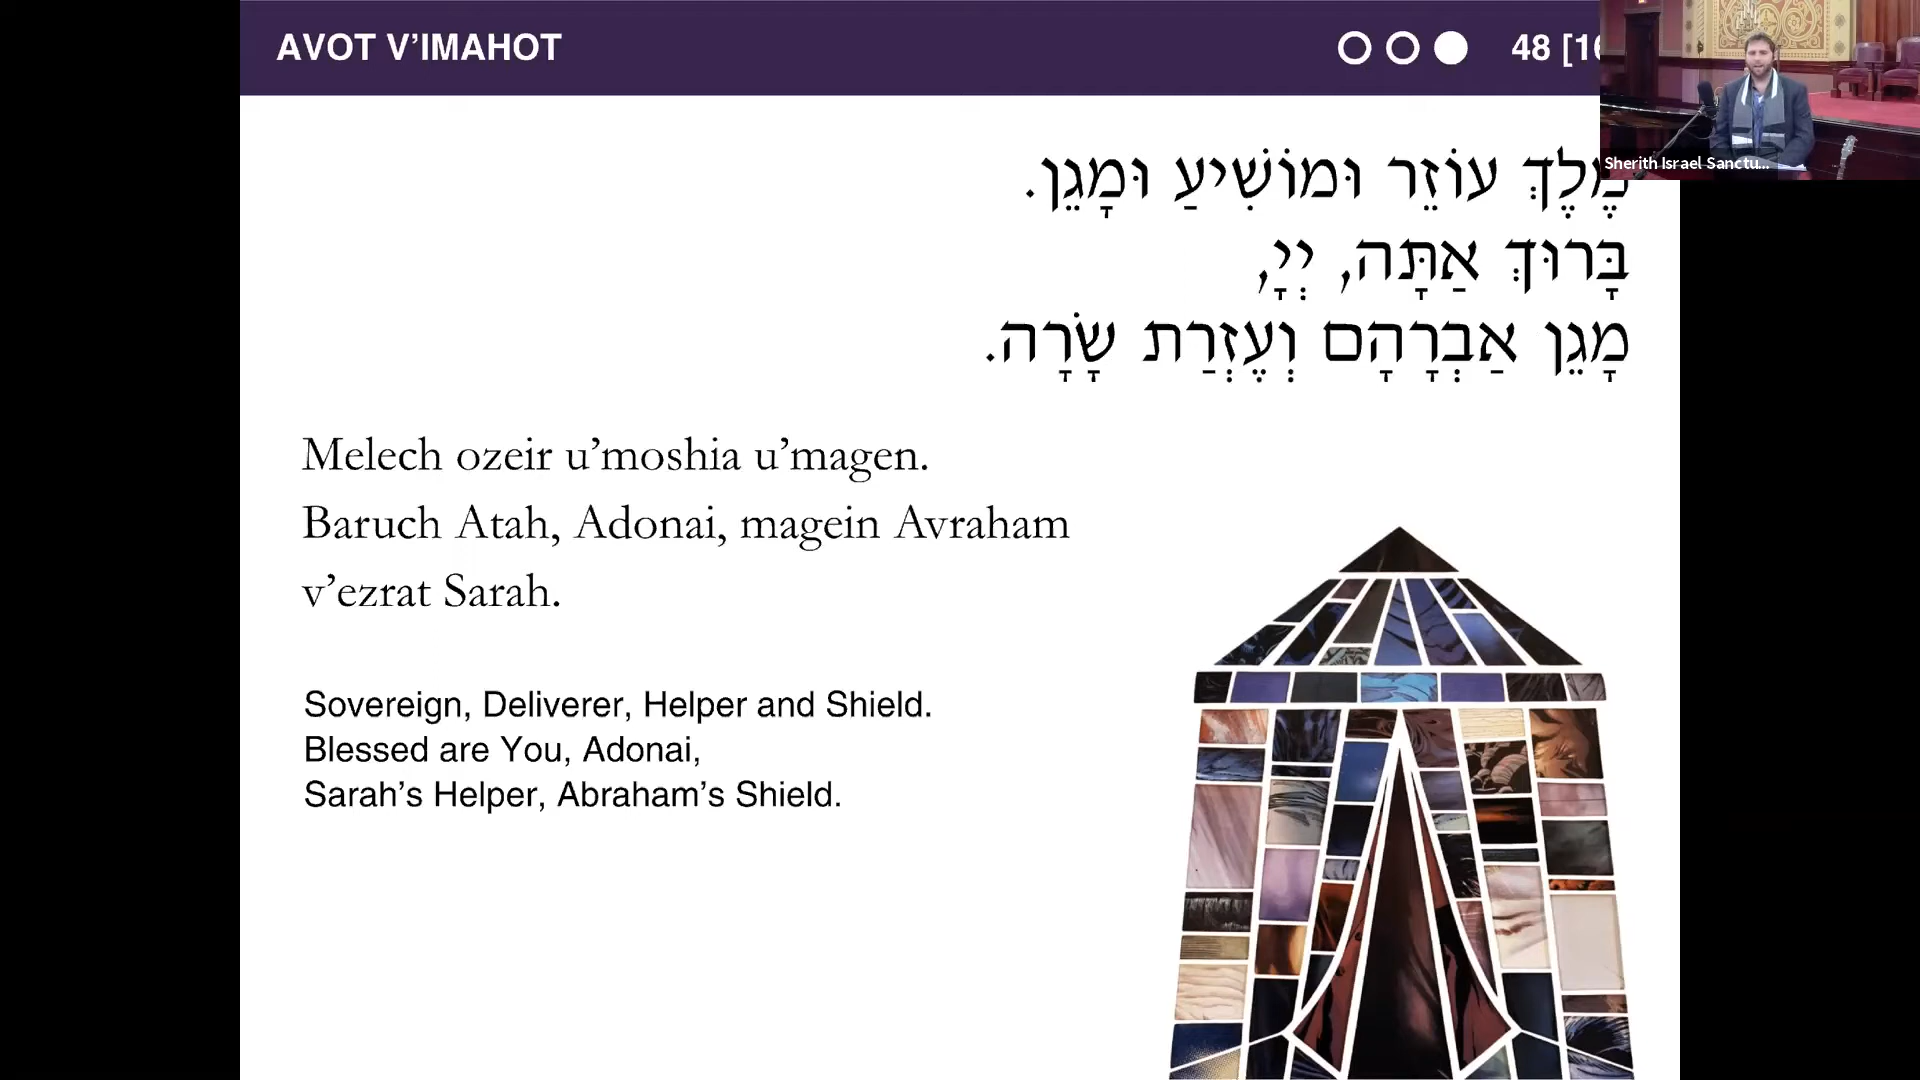 AVOT V’IMAHOT
48 [16
Sherith Israel Sanctu...
מֶלֶךְ עוֹזֵר וּמוֹשִׁיעַ וּמָגֵן.
בָּרוּךְ אַתָּה, יְיָ,
מָגֵן אַבְרָהָם וְעֶזְרַת שָׂרָה.
Melech ozeir u’moshia u’magen.
Baruch Atah, Adonai, magein Avraham
v’ezrat Sarah.
Sovereign, Deliverer, Helper and Shield.
Blessed are You, Adonai,
Sarah’s Helper, Abraham’s Shield.